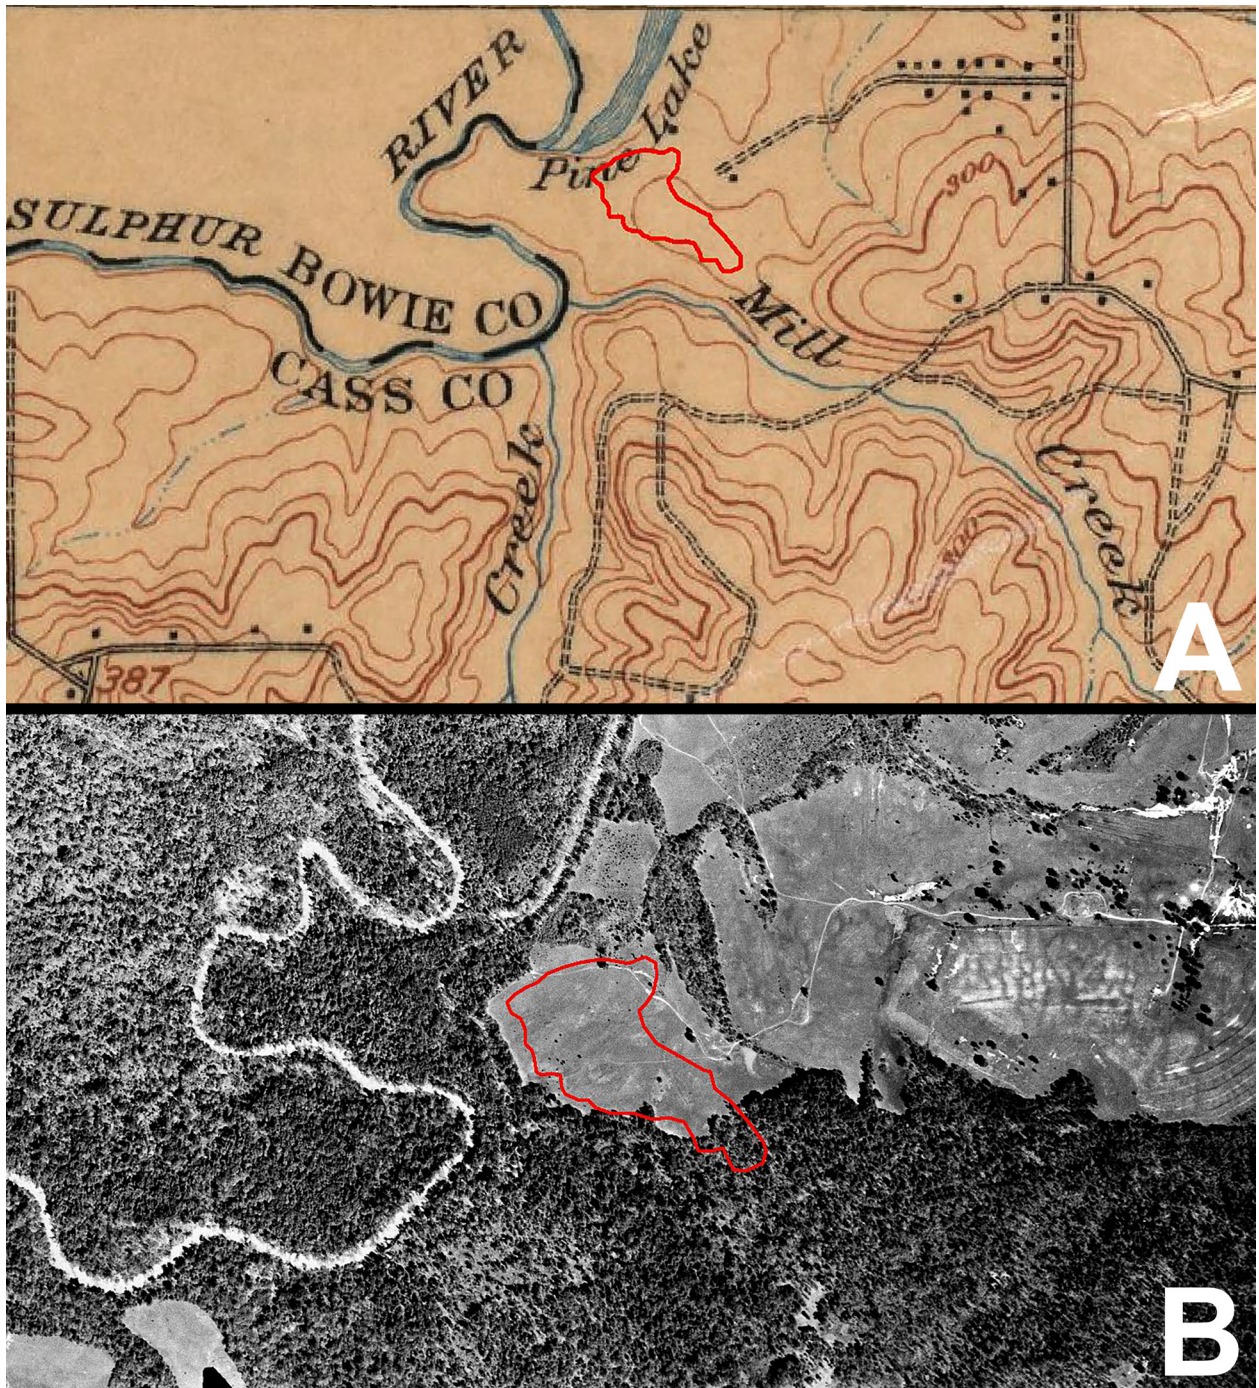 RIVER
Pine Lake
300
SULPHUR
BOWIE CO
Mill
CASS CO
Creek
Creek
300
387
A
B